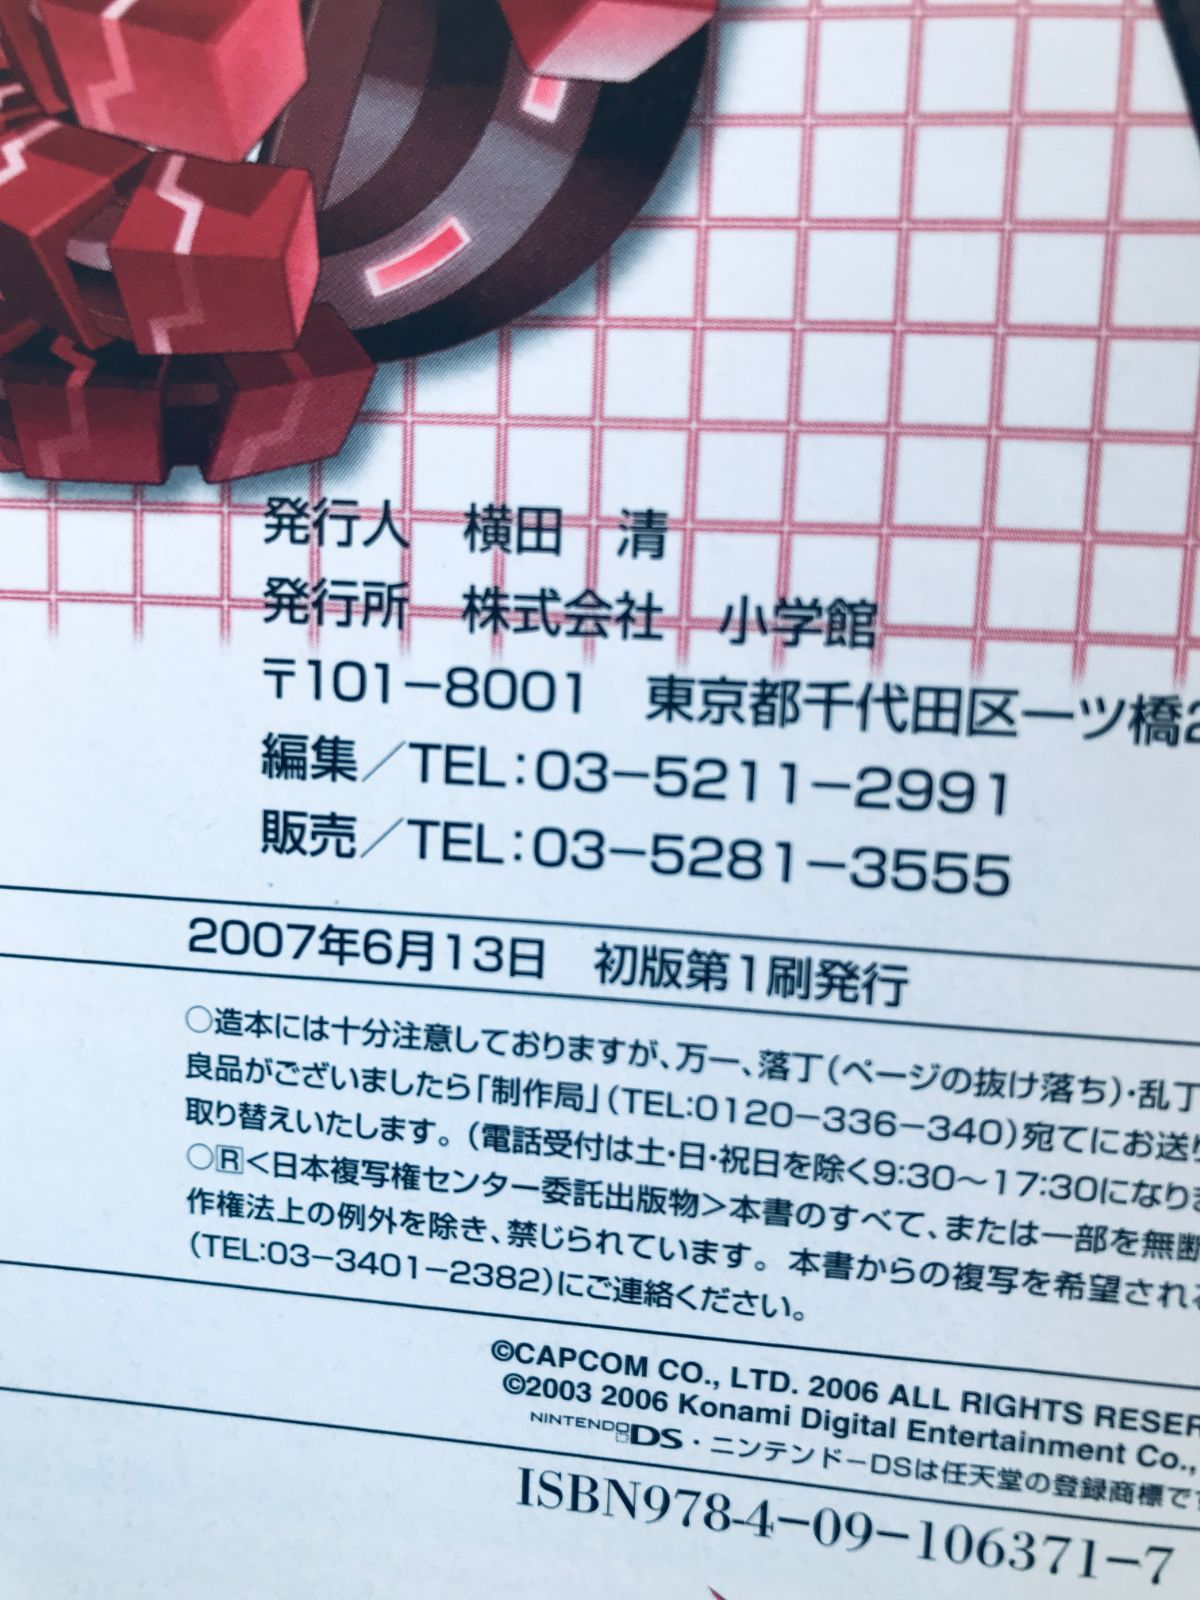 発行人　横田　清
発行所　株式会社　小学館
〒101－8001　東京都千代田区一ツ橋2
編集／TEL：03－5211－2991
販売／TEL：03－5281－3555
2007年6月13日　初版第1刷発行
○造本には十分注意しておりますが、万一、落丁（ページの抜け落ち）・乱丁
良品がございましたら「制作局」（TEL:0120－336－340）宛てにお送り
取り替えいたします。（電話受付は土・日・祝日を除く9:30〜17:30になりま
○Ⓡ＜日本複写権センター委託出版物＞本書のすべて、または一部を無断
作権法上の例外を除き、禁じられています。本書からの複写を希望される
（TEL:03－3401－2382）にご連絡ください。
©CAPCOM CO., LTD. 2006 ALL RIGHTS RESER
©2003 2006 Konami Digital Entertainment Co.,
NINTENDO DS・ニンテンドーDSは任天堂の登録商標です
ISBN978-4-09-106371-7